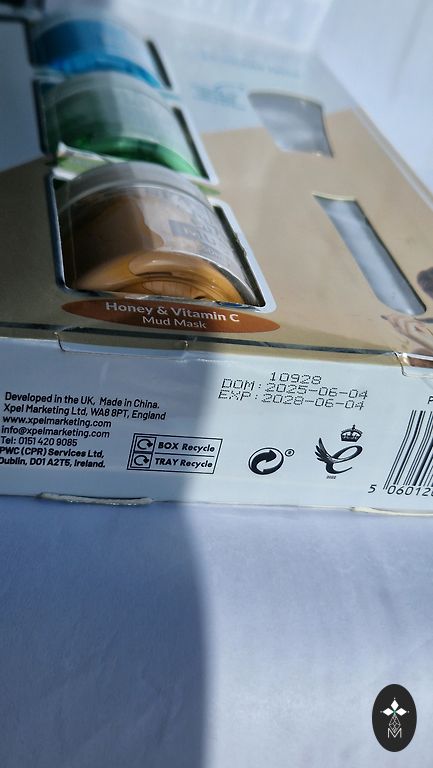 Honey & Vitamin C
Mud Mask
10928
DOM: 2025-06-04
EXP: 2028-06-04
Developed in the UK. Made in China.
Xpel Marketing Ltd, WA8 8PT, England
www.xpelmarketing.com
info@xpelmarketing.com
Tel: 0151 420 9085
PWC (CPR) Services Ltd,
Dublin, D01 A2T5, Ireland.
BOX Recycle
TRAY Recycle
e
5 060120
M